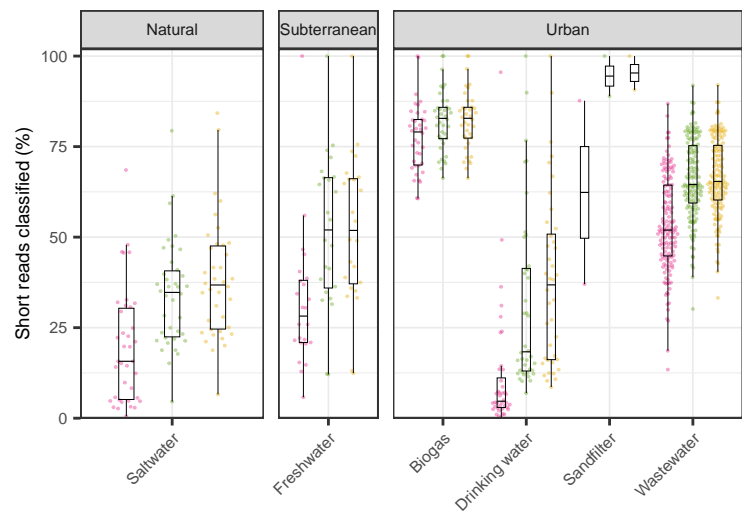 Natural
Subterranean
Urban
Short reads classified (%)
100
75
50
25
0
Saltwater
Freshwater
Biogas
Drinking water
Sandfilter
Wastewater